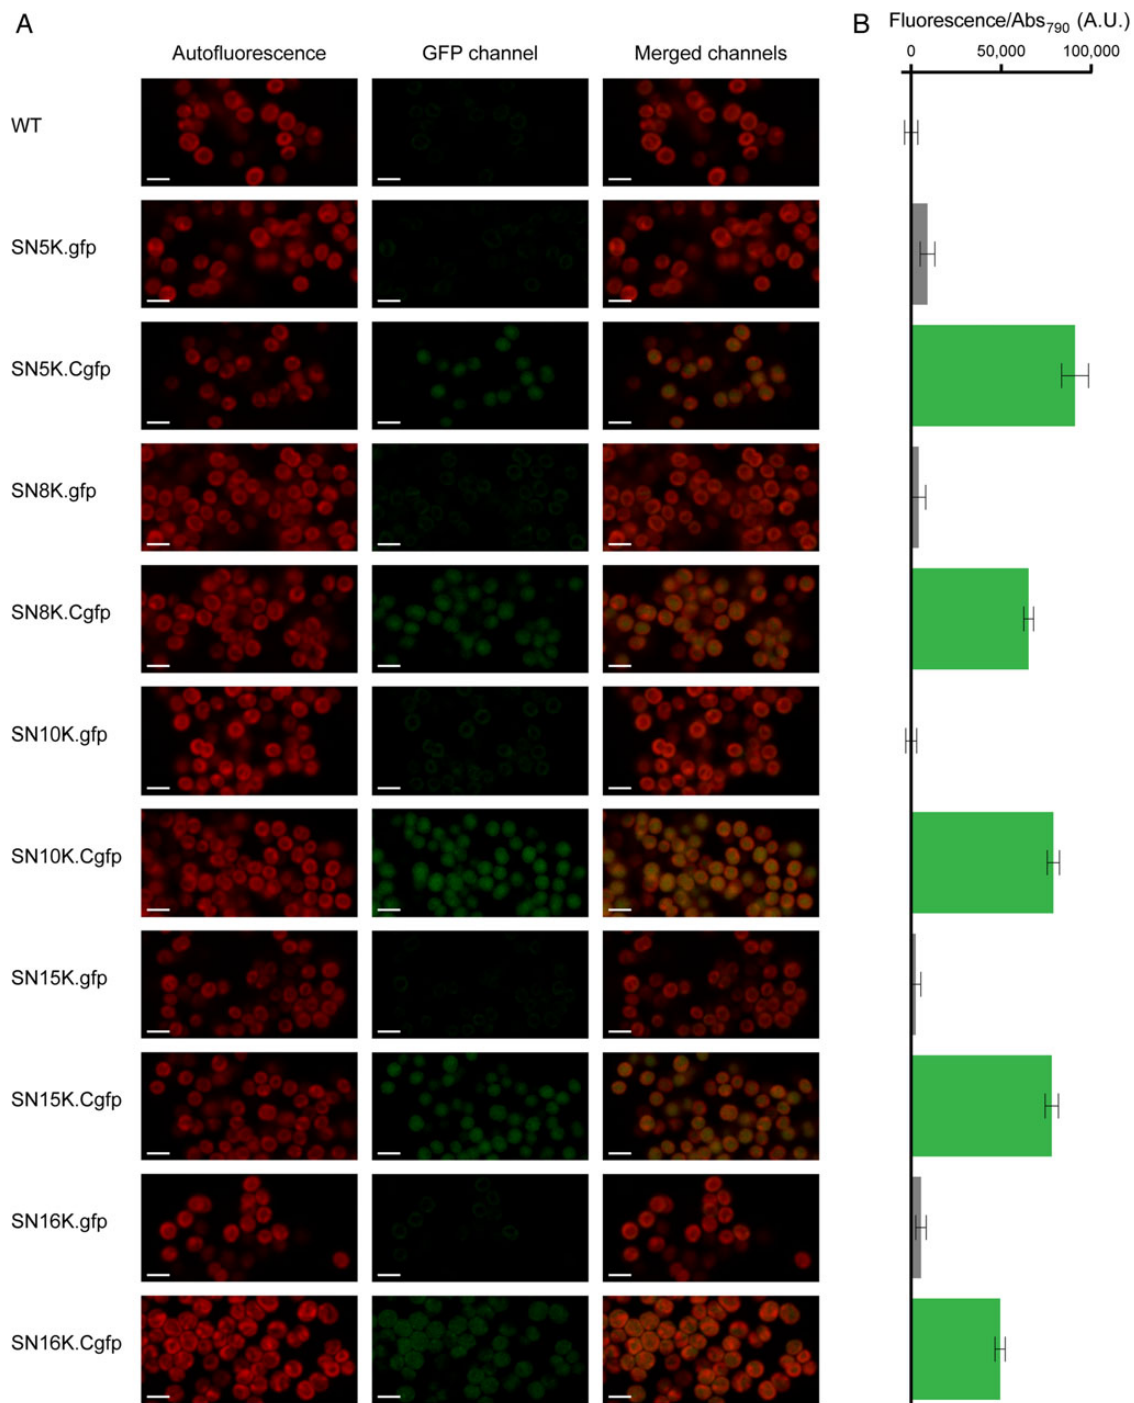 A
B
Fluorescence/Abs790 (A.U.)
Autofluorescence
GFP channel
Merged channels
0
50,000
100,000
WT
SN5K.gfp
SN5K.Cgfp
SN8K.gfp
SN8K.Cgfp
SN10K.gfp
SN10K.Cgfp
SN15K.gfp
SN15K.Cgfp
SN16K.gfp
SN16K.Cgfp